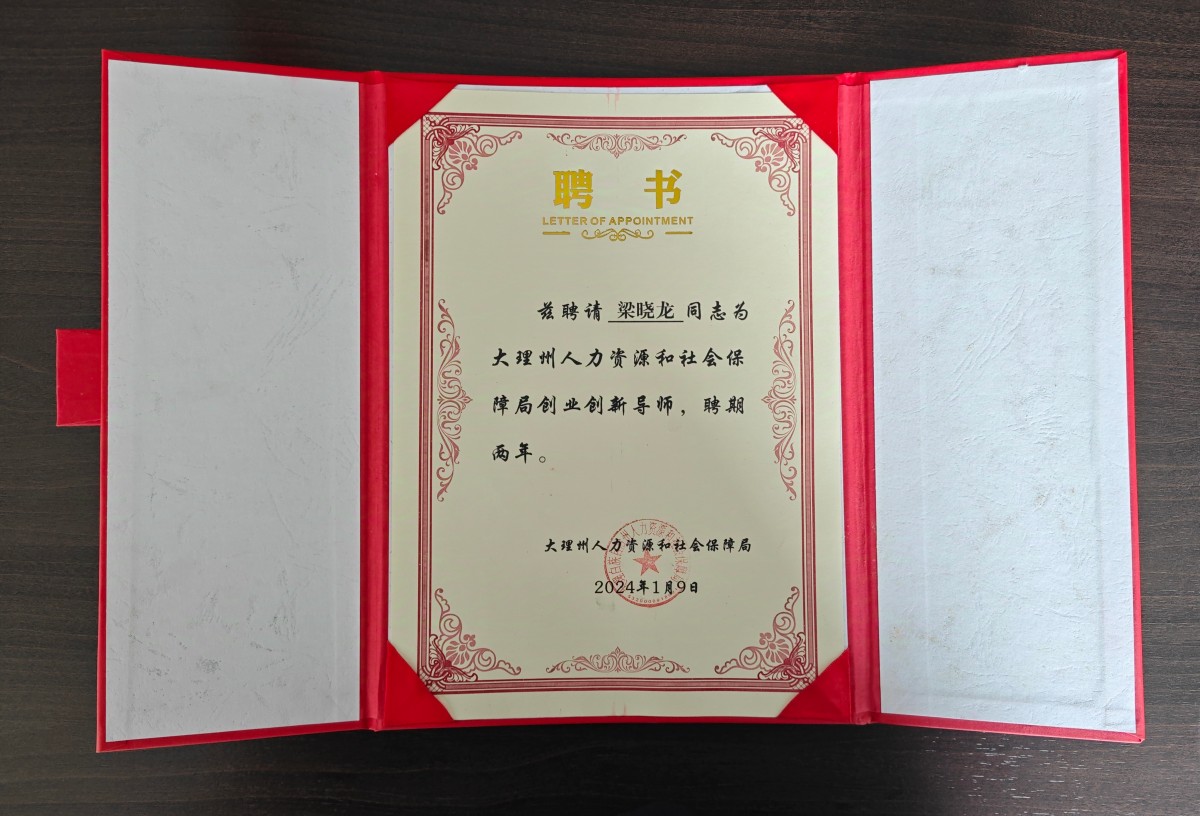 聘 书
LETTER OF APPOINTMENT
兹聘请 梁晓龙 同志为
大理州人力资源和社会保
障局创业创新导师，聘期
两年。
大理州人力资源和社会保障局
2024年1月9日